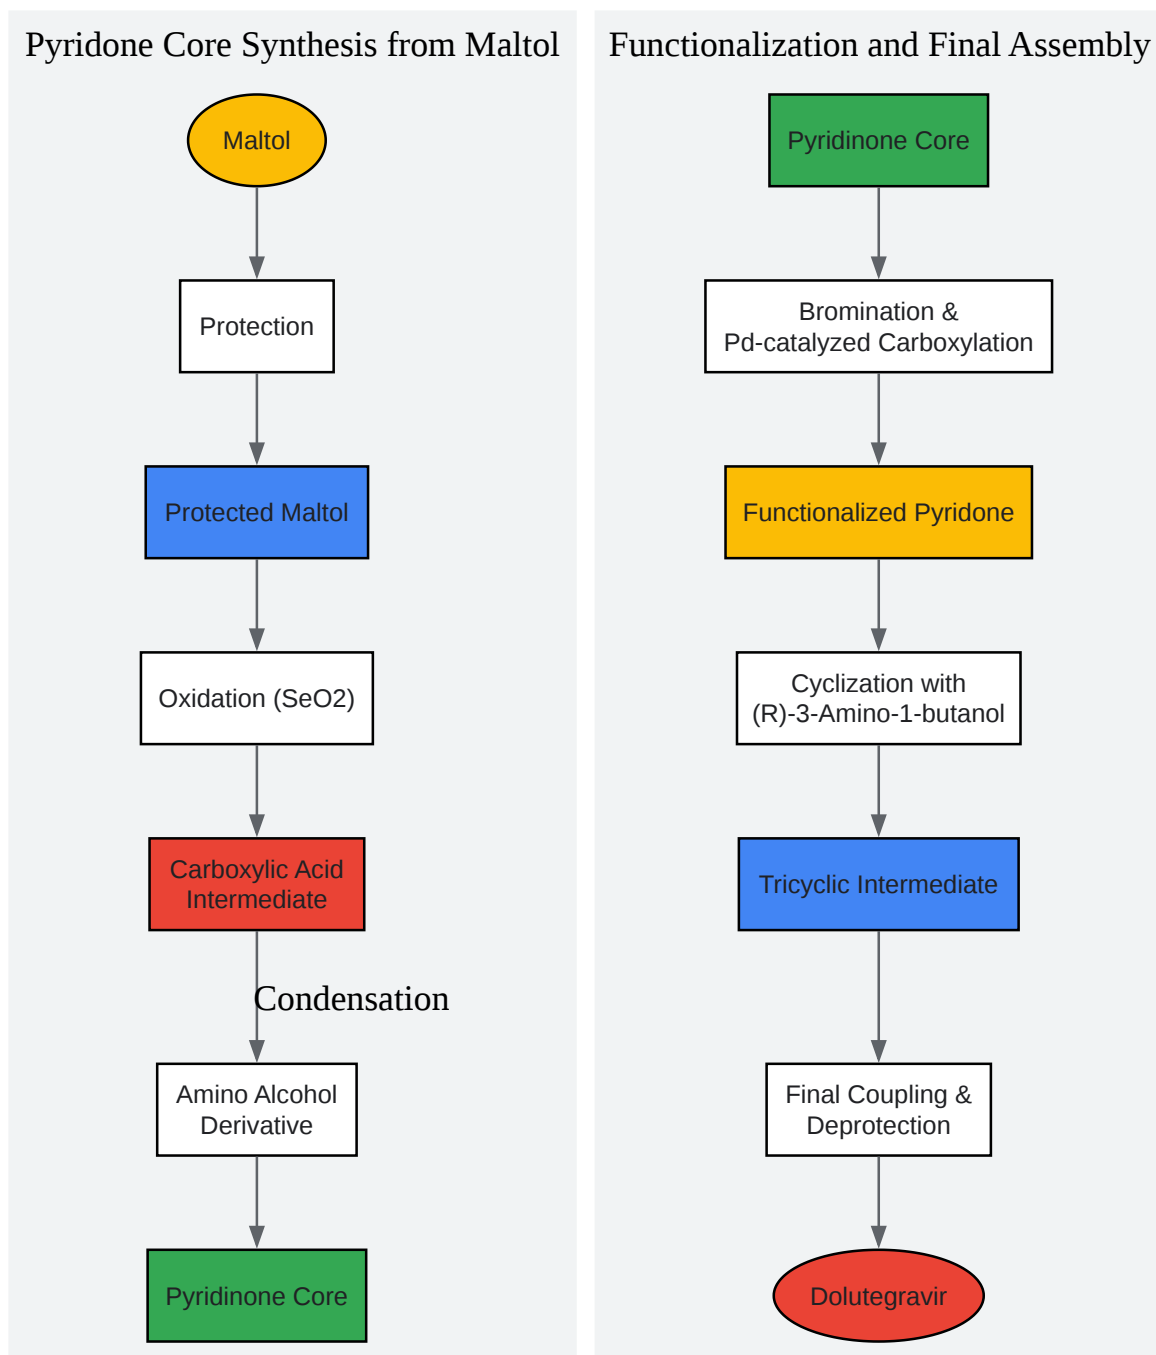 Pyridone Core Synthesis from Maltol
Maltol
Protection
Protected Maltol
Oxidation (SeO2)
Carboxylic Acid
Intermediate
Condensation
Amino Alcohol
Derivative
Pyridinone Core
Functionalization and Final Assembly
Pyridinone Core
Bromination &
Pd-catalyzed Carboxylation
Functionalized Pyridone
Cyclization with
(R)-3-Amino-1-butanol
Tricyclic Intermediate
Final Coupling &
Deprotection
Dolutegravir